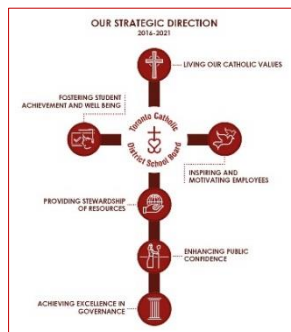 OUR STRATEGIC DIRECTION
2016-2021
LIVING OUR CATHOLIC VALUES
FOSTERING STUDENT
ACHIEVEMENT AND WELL BEING
Toronto Catholic
District School Board
INSPIRING AND
MOTIVATING EMPLOYEES
PROVIDING STEWARDSHIP
OF RESOURCES
ENHANCING PUBLIC
CONFIDENCE
ACHIEVING EXCELLENCE IN
GOVERNANCE